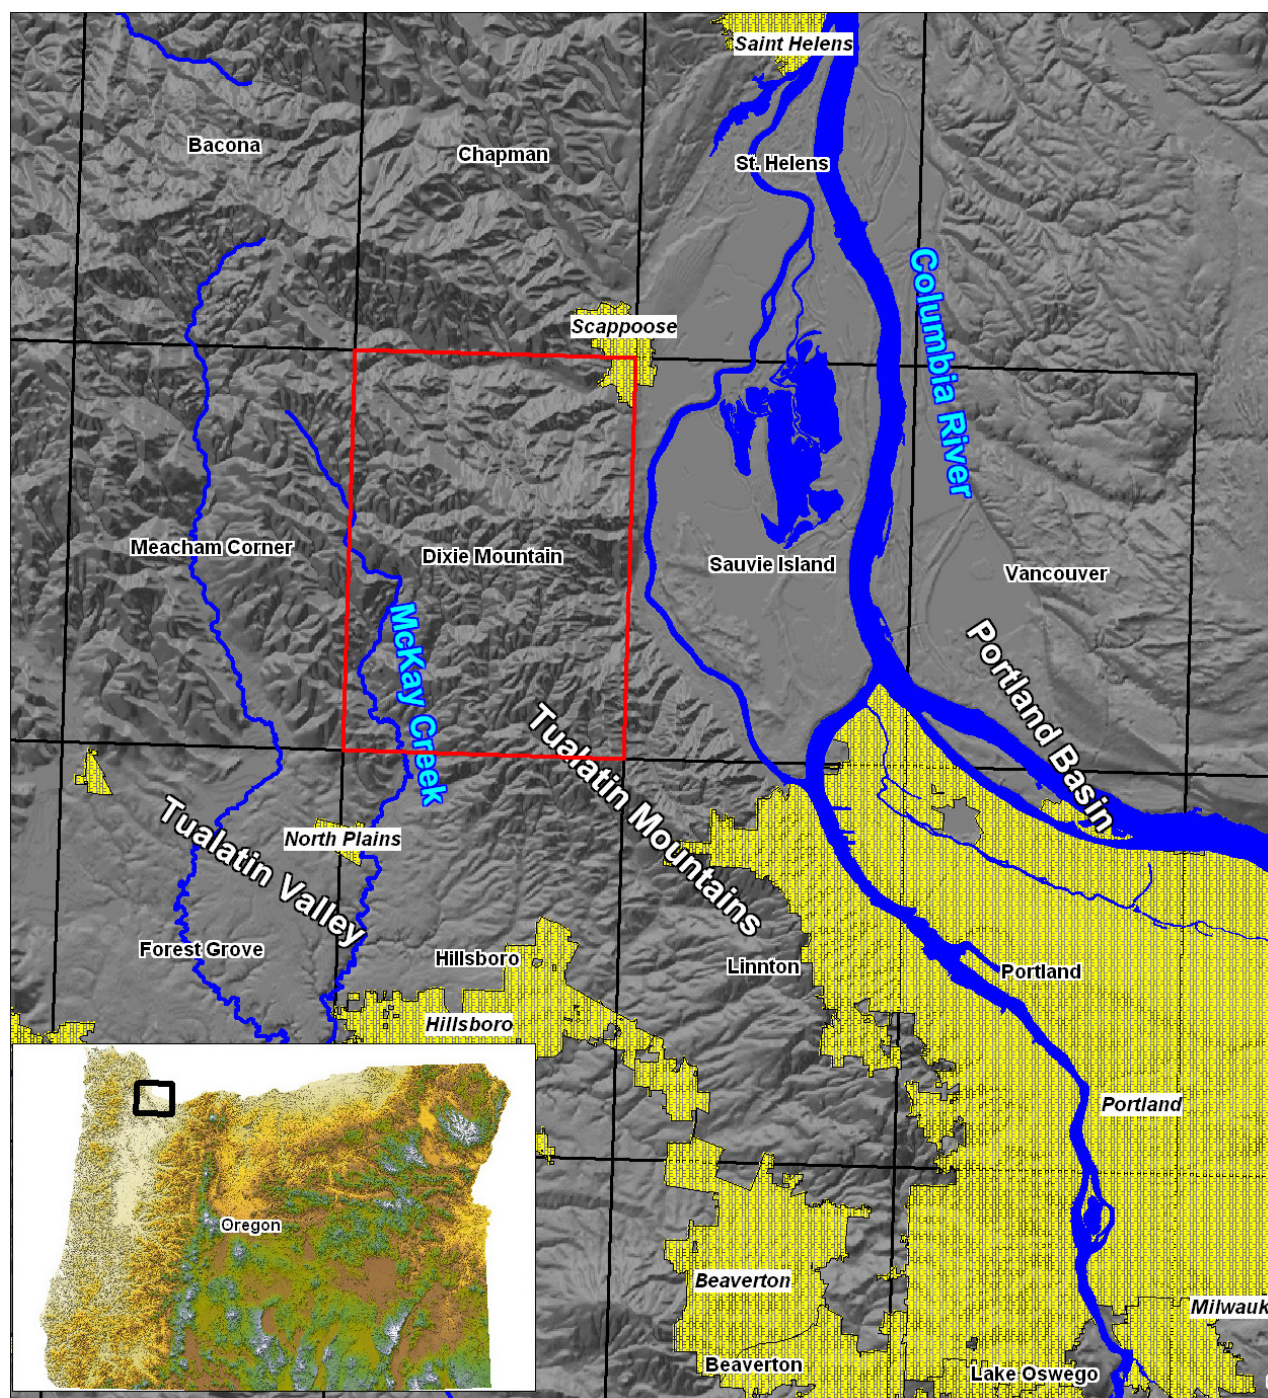 Saint Helens
Bacona
Chapman
St. Helens
Columbia River
Scappoose
Meacham Corner
Dixie Mountain
Sauvie Island
Vancouver
McKay Creek
Portland Basin
Tualatin Mountains
Tualatin Valley
North Plains
Forest Grove
Hillsboro
Linnton
Portland
Hillsboro
Portland
Oregon
Beaverton
Milwauk
Beaverton
Lake Oswego